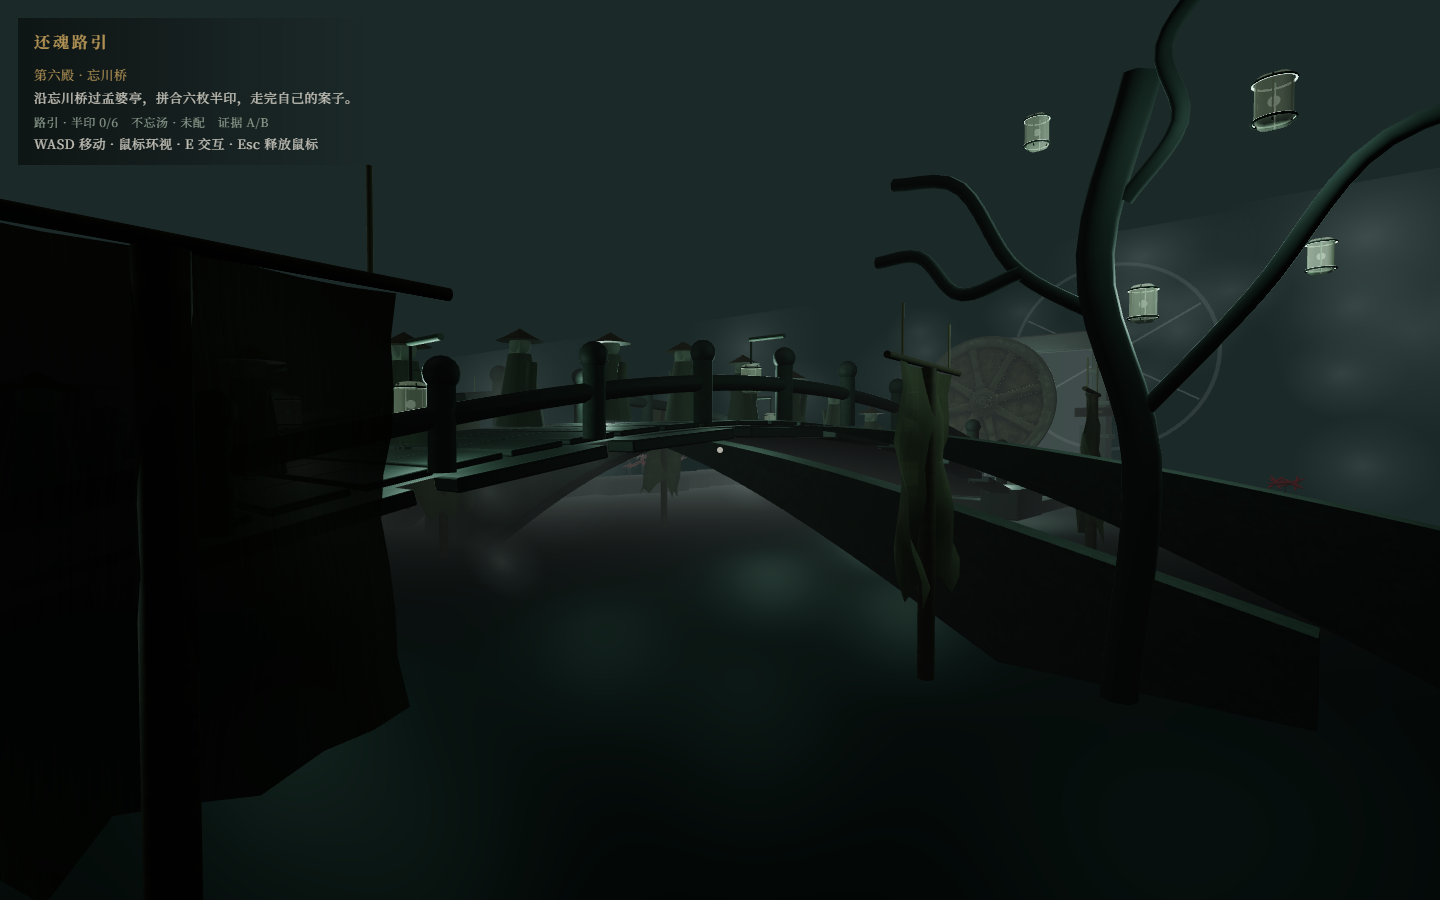 还魂路引
第六殿 · 忘川桥
沿忘川桥过孟婆亭，拼合六枚半印，走完自己的案子。
路引 · 半印 0/6 不忘汤 · 未配 证据 A/B
WASD 移动 · 鼠标环视 · E 交互 · Esc 释放鼠标